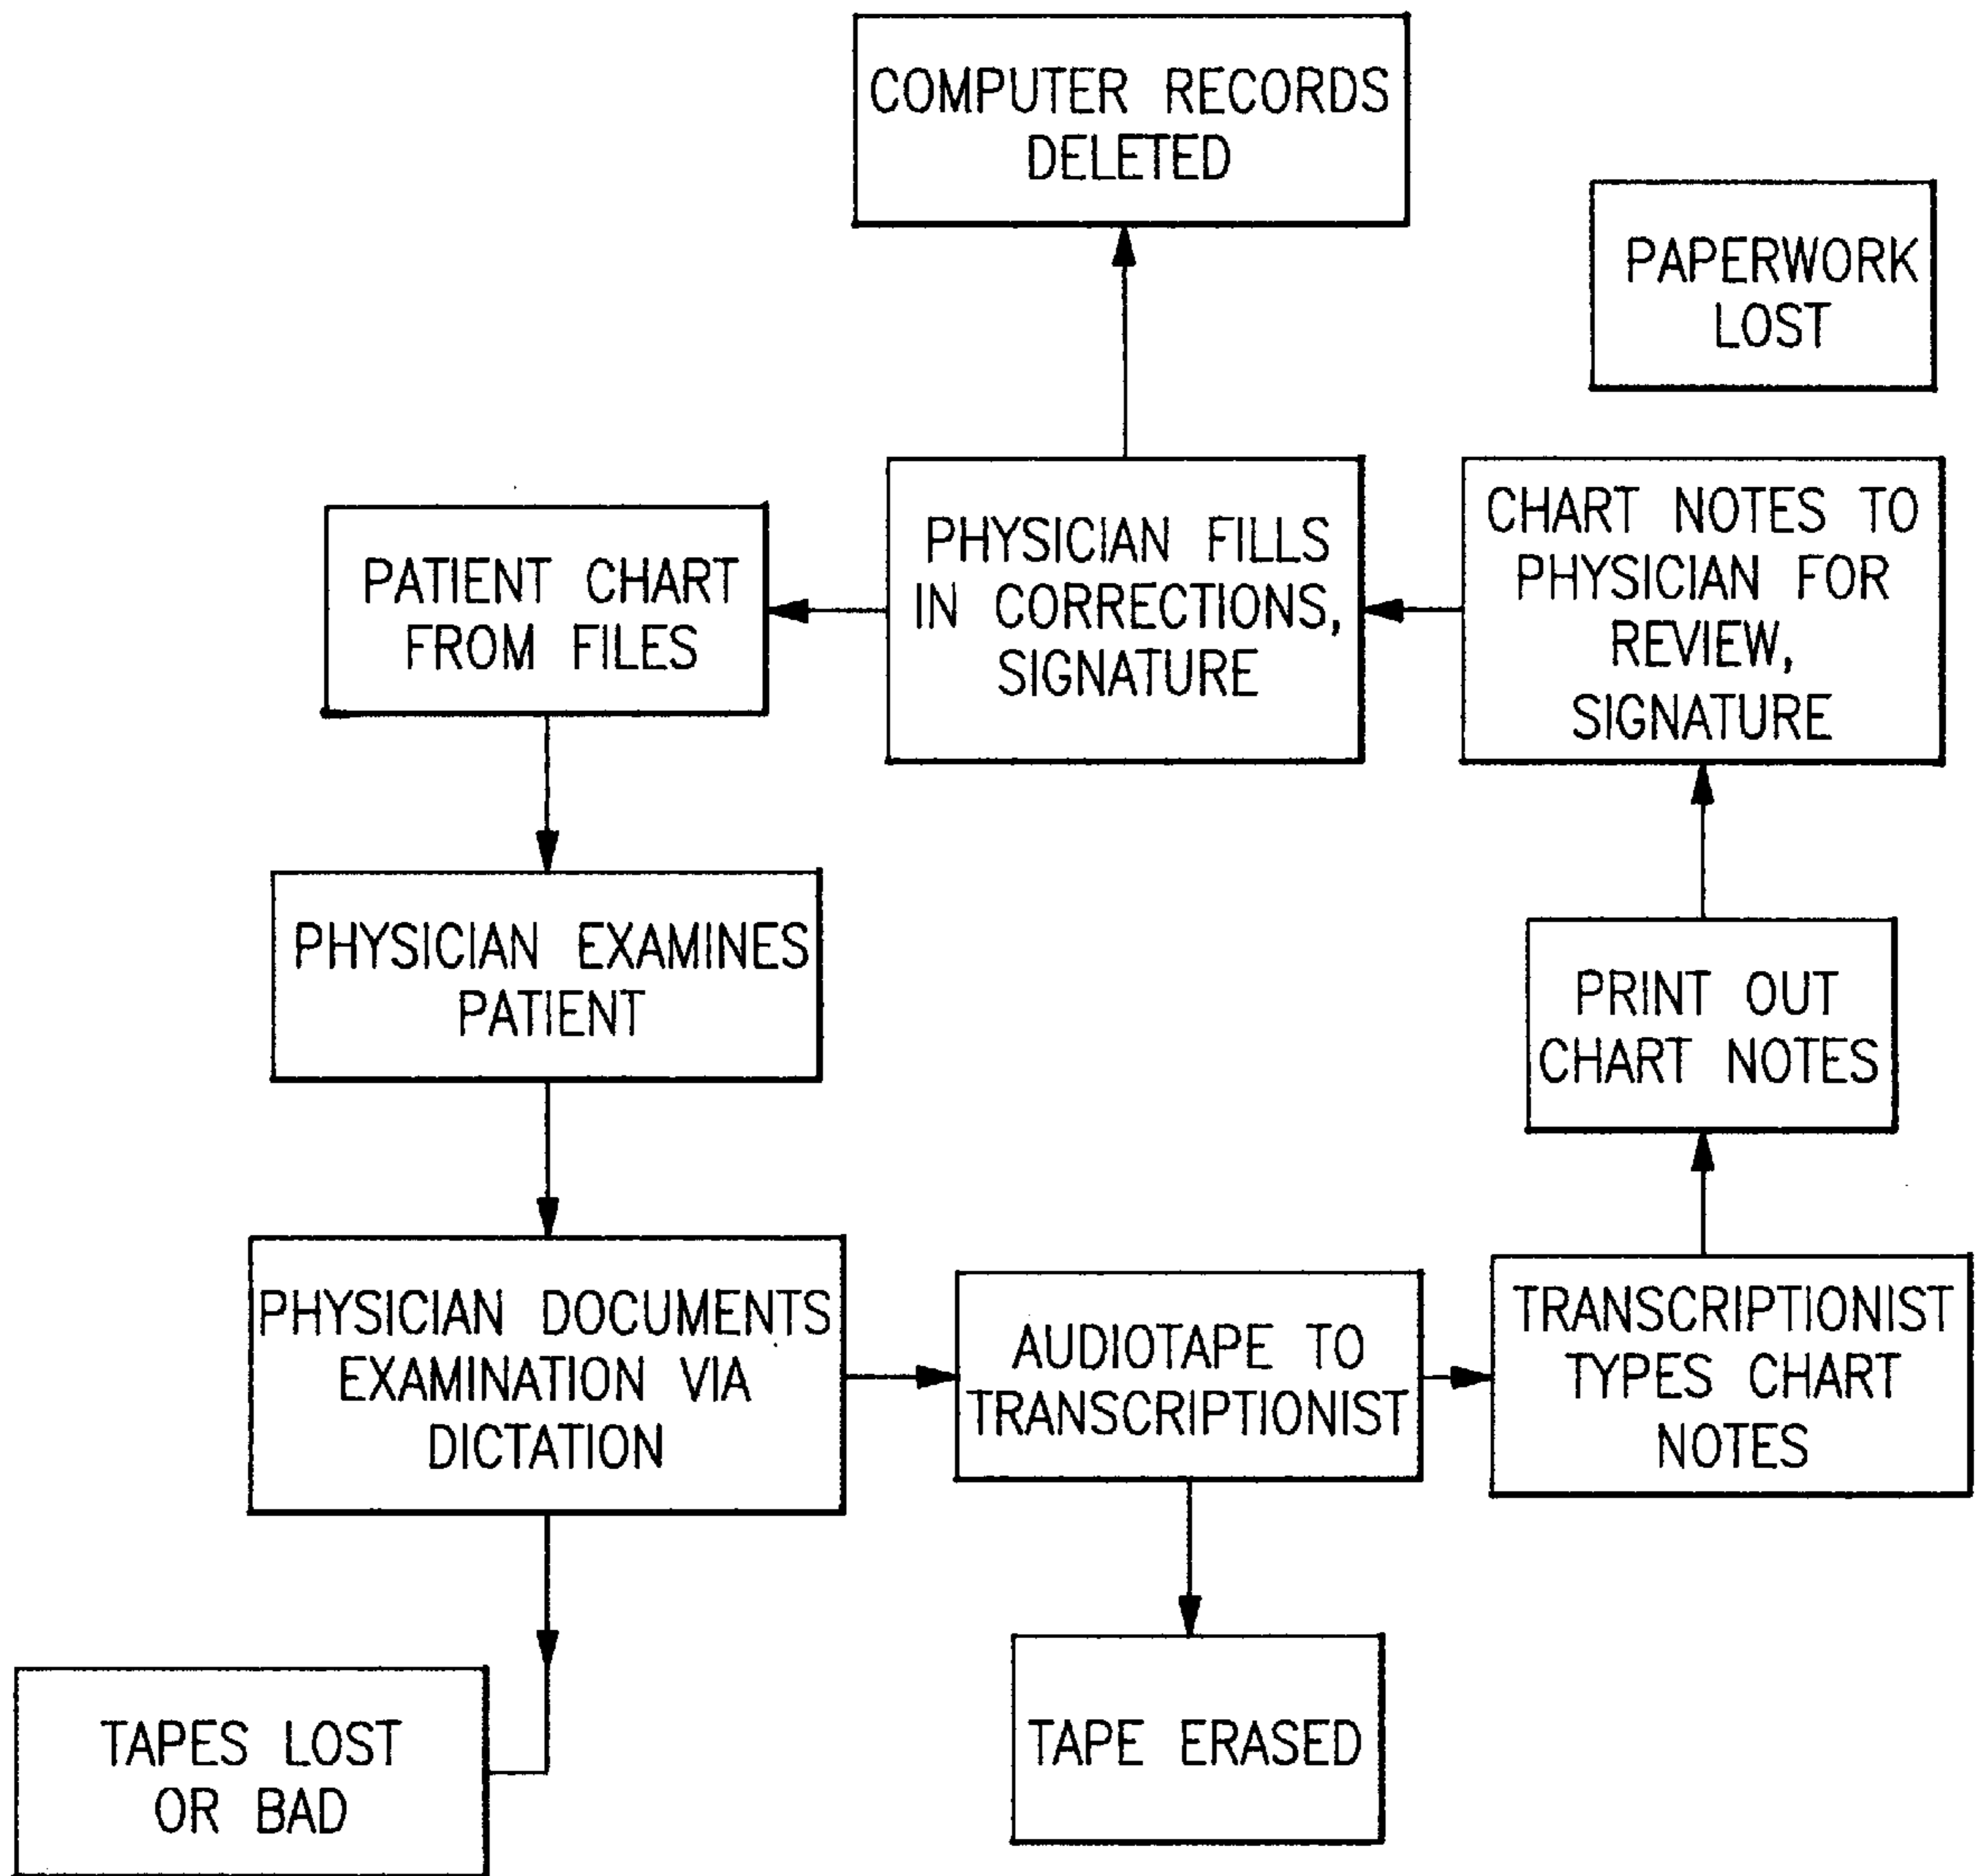 COMPUTER RECORDS
DELETED
PAPERWORK
LOST
PATIENT CHART
FROM FILES
PHYSICIAN FILLS
IN CORRECTIONS,
SIGNATURE
CHART NOTES TO
PHYSICIAN FOR
REVIEW,
SIGNATURE
PHYSICIAN EXAMINES
PATIENT
PRINT OUT
CHART NOTES
PHYSICIAN DOCUMENTS
EXAMINATION VIA
DICTATION
AUDIOTAPE TO
TRANSCRIPTIONIST
TRANSCRIPTIONIST
TYPES CHART
NOTES
TAPES LOST
OR BAD
TAPE ERASED